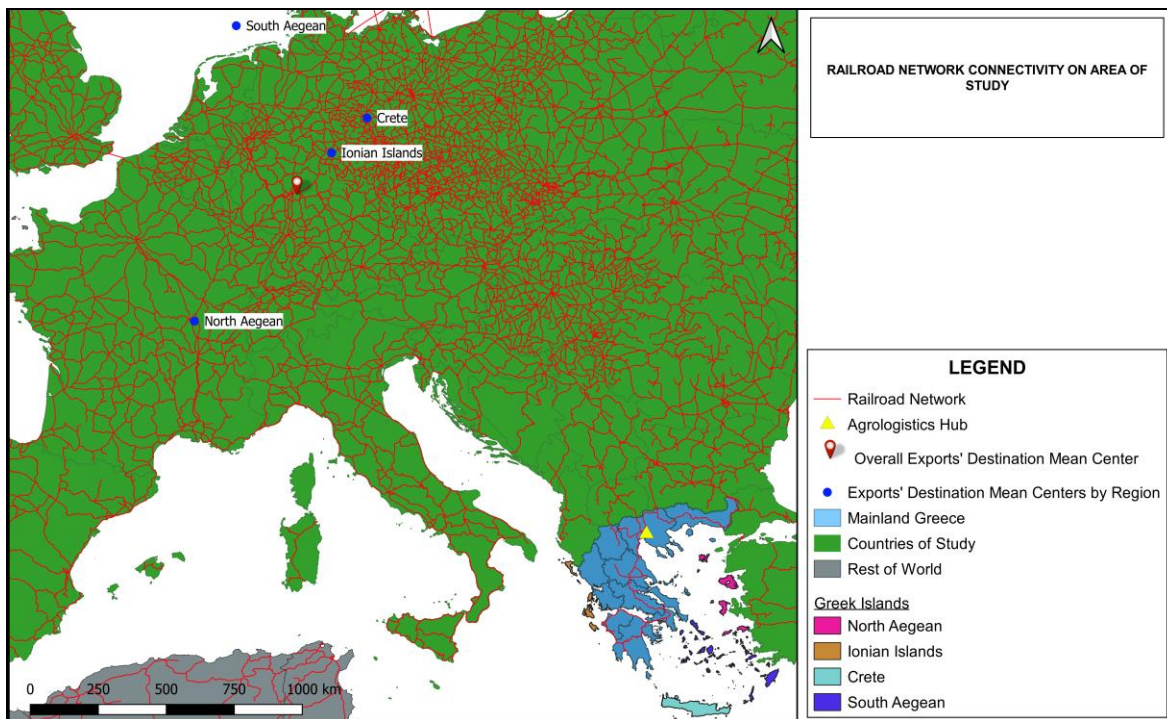 South Aegean
Crete
Ionian Islands
North Aegean
0 250 500 750 1000 km
RAILROAD NETWORK CONNECTIVITY ON AREA OF
STUDY
LEGEND
Railroad Network
Agrologistics Hub
Overall Exports' Destination Mean Center
Exports' Destination Mean Centers by Region
Mainland Greece
Countries of Study
Rest of World
Greek Islands
North Aegean
Ionian Islands
Crete
South Aegean